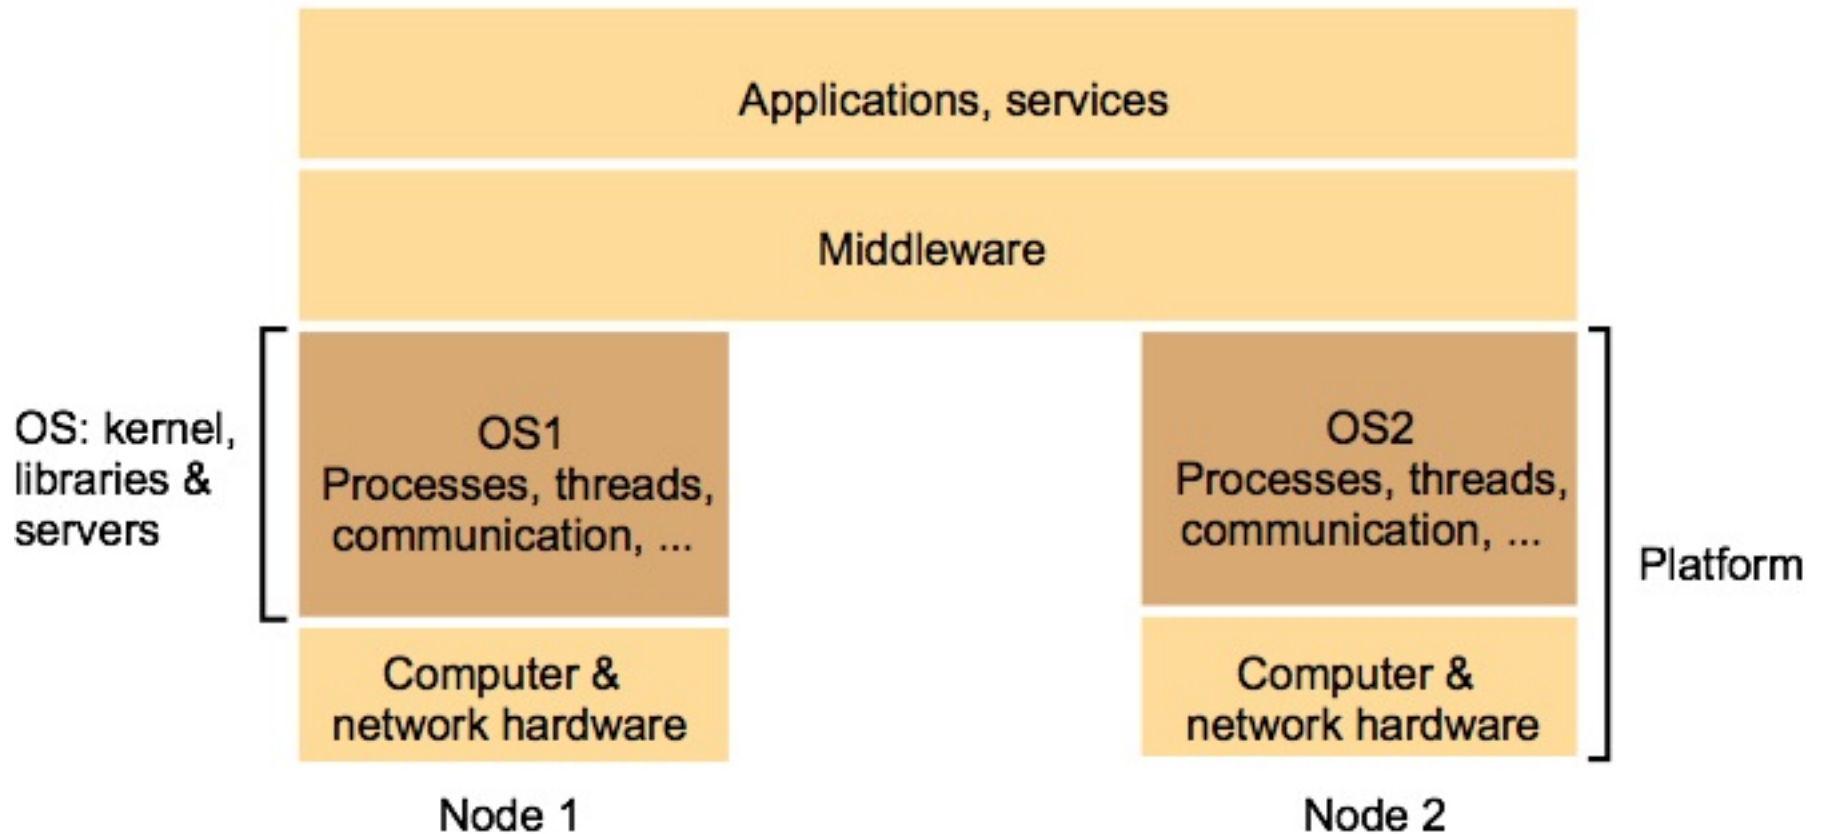 Applications, services
Middleware
OS: kernel,
libraries &
servers
OS1
Processes, threads,
communication, ...
OS2
Processes, threads,
communication, ...
Platform
Computer &
network hardware
Computer &
network hardware
Node 1
Node 2